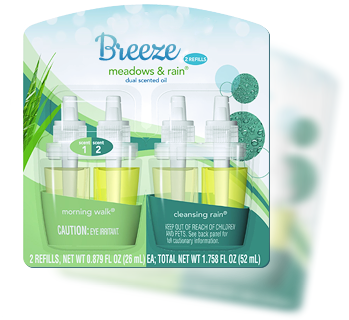 Breeze
2 REFILLS
meadows & rain®
dual scented oil
scent 1
scent 2
morning walk®
CAUTION: EYE IRRITANT
cleansing rain®
KEEP OUT OF REACH OF CHILDREN
AND PETS. See back panel for
cautionary information.
2 REFILLS, NET WT 0.879 FL OZ (26 mL) EA; TOTAL NET WT 1.758 FL OZ (52 mL)